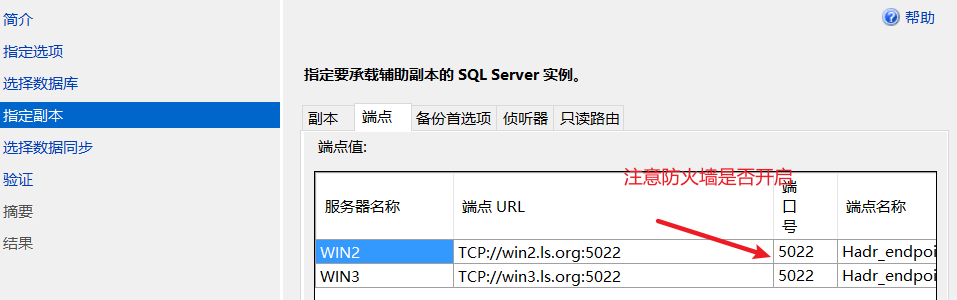 简介
指定选项
选择数据库
指定副本
选择数据同步
验证
摘要
结果
帮助
指定要承载辅助副本的 SQL Server 实例。
副本 端点 备份首选项 侦听器 只读路由
端点值:
注意防火墙是否开启
服务器名称 端点 URL 端口号 端点名称
WIN2 TCP://win2.ls.org:5022 5022 Hadr_endpoi
WIN3 TCP://win3.ls.org:5022 5022 Hadr_endpoi